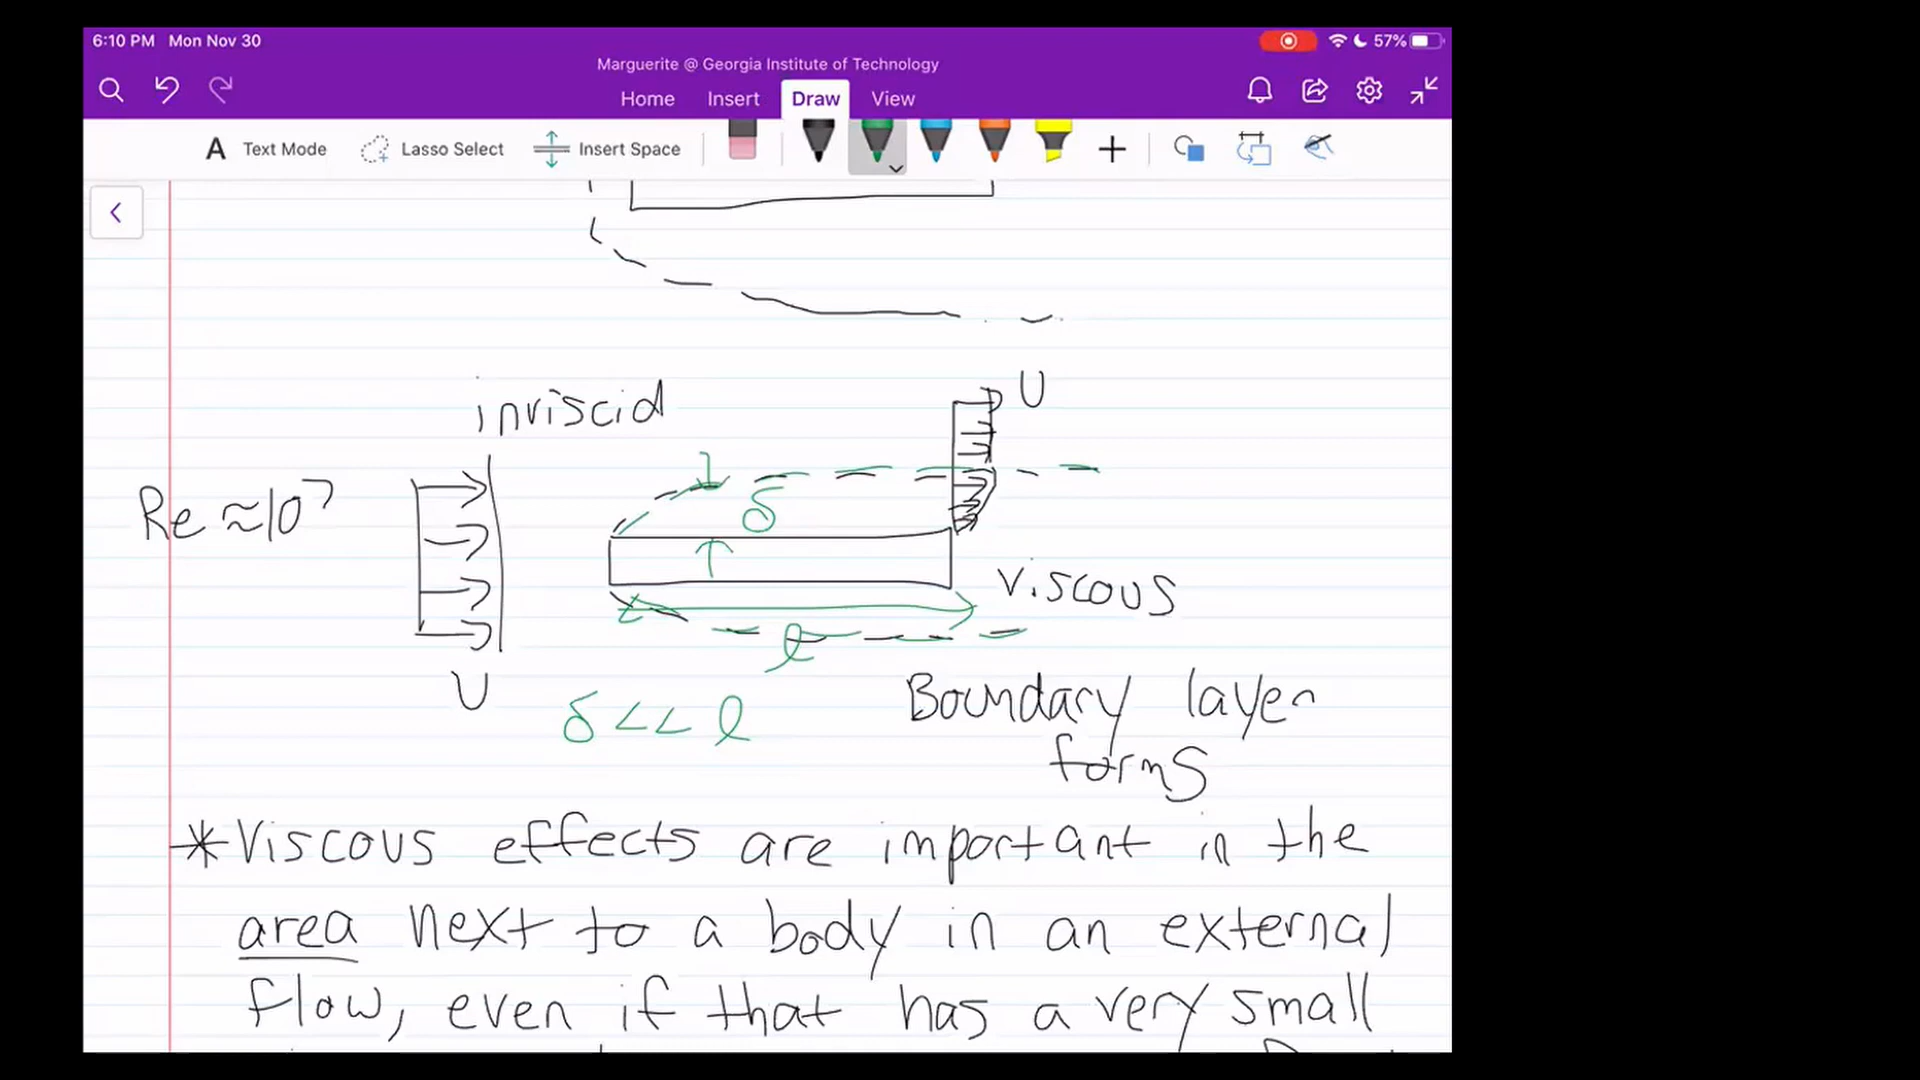 6:10 PM Mon Nov 30
57%
Marguerite @ Georgia Institute of Technology
Home Insert Draw View
A Text Mode Lasso Select Insert Space
U
inviscid
Re ≈ 10⁷
δ
viscous
ℓ
U
δ << ℓ
Boundary layer
forms
*Viscous effects are important in the
area next to a body in an external
flow, even if that has a very small